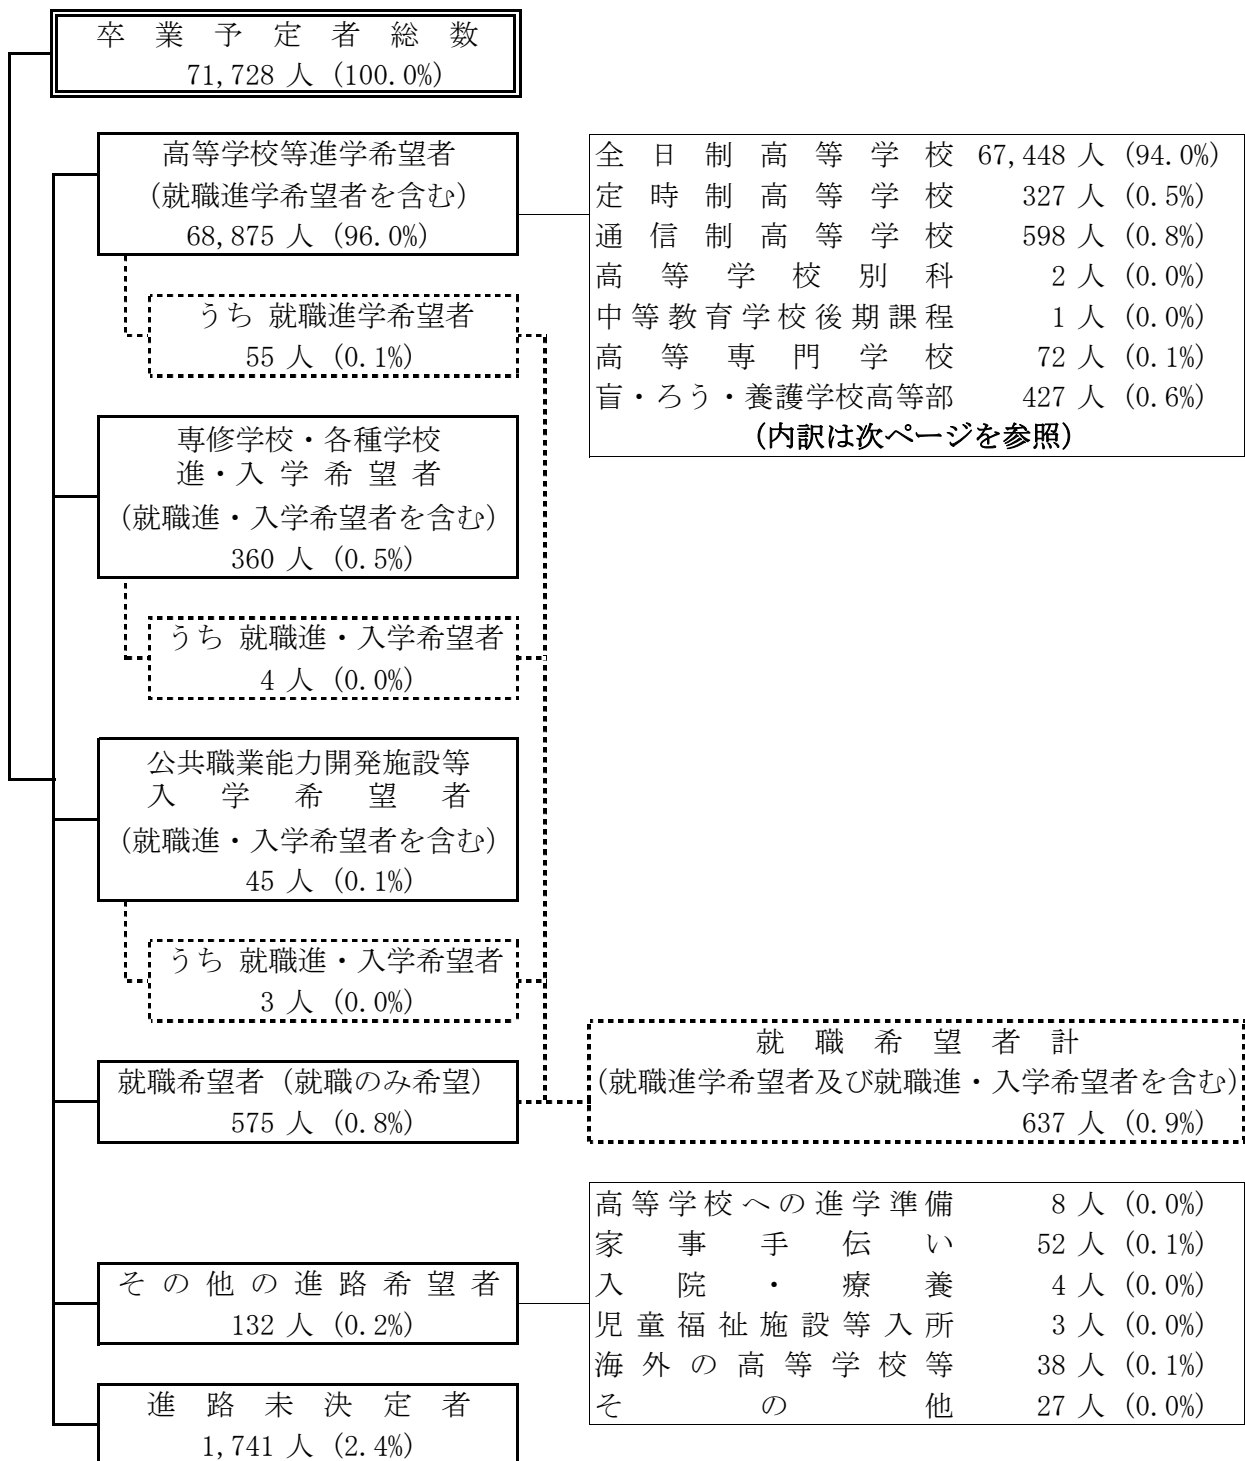 卒業予定者総数
71,728 人 (100.0%)
高等学校等進学希望者
(就職進学希望者を含む)
68,875 人 (96.0%)
うち 就職進学希望者
55 人 (0.1%)
専修学校・各種学校
進・入学希望者
(就職進・入学希望者を含む)
360 人 (0.5%)
うち 就職進・入学希望者
4 人 (0.0%)
公共職業能力開発施設等
入学希望者
(就職進・入学希望者を含む)
45 人 (0.1%)
うち 就職進・入学希望者
3 人 (0.0%)
就職希望者 (就職のみ希望)
575 人 (0.8%)
その他の進路希望者
132 人 (0.2%)
進路未決定者
1,741 人 (2.4%)
全日制高等学校 67,448 人 (94.0%)
定時制高等学校 327 人 (0.5%)
通信制高等学校 598 人 (0.8%)
高等学校別科 2 人 (0.0%)
中等教育学校後期課程 1 人 (0.0%)
高等専門学校 72 人 (0.1%)
盲・ろう・養護学校高等部 427 人 (0.6%)
(内訳は次ページを参照)
就職希望者計
(就職進学希望者及び就職進・入学希望者を含む)
637 人 (0.9%)
高等学校への進学準備 8 人 (0.0%)
家事手伝い 52 人 (0.1%)
入院・療養 4 人 (0.0%)
児童福祉施設等入所 3 人 (0.0%)
海外の高等学校等 38 人 (0.1%)
その他 27 人 (0.0%)